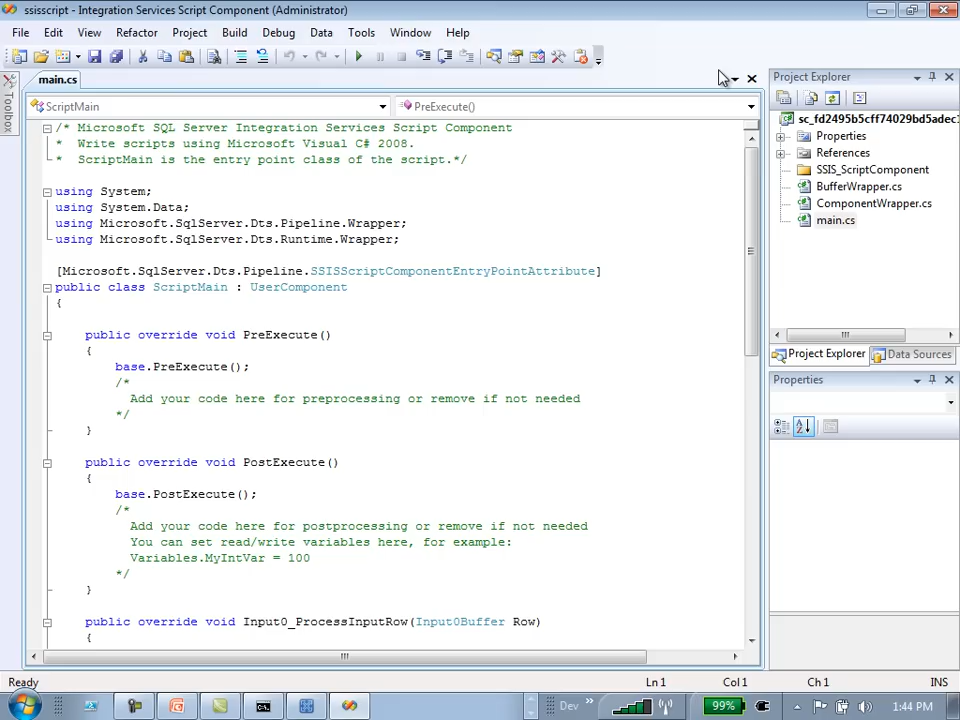 ssisscript - Integration Services Script Component (Administrator)
File Edit View Refactor Project Build Debug Data Tools Window Help
Toolbox
main.cs
ScriptMain
PreExecute()
/* Microsoft SQL Server Integration Services Script Component
*  Write scripts using Microsoft Visual C# 2008.
*  ScriptMain is the entry point class of the script.*/
using System;
using System.Data;
using Microsoft.SqlServer.Dts.Pipeline.Wrapper;
using Microsoft.SqlServer.Dts.Runtime.Wrapper;
[Microsoft.SqlServer.Dts.Pipeline.SSISScriptComponentEntryPointAttribute]
public class ScriptMain : UserComponent
{
public override void PreExecute()
{
base.PreExecute();
/*
Add your code here for preprocessing or remove if not needed
*/
}
public override void PostExecute()
{
base.PostExecute();
/*
Add your code here for postprocessing or remove if not needed
You can set read/write variables here, for example:
Variables.MyIntVar = 100
*/
}
public override void Input0_ProcessInputRow(Input0Buffer Row)
{
Project Explorer
sc_fd2495b5cff74029bd5adec1
Properties
References
SSIS_ScriptComponent
BufferWrapper.cs
ComponentWrapper.cs
main.cs
Project Explorer Data Sources
Properties
Ready Ln 1 Col 1 Ch 1 INS
Dev » 99% 1:44 PM